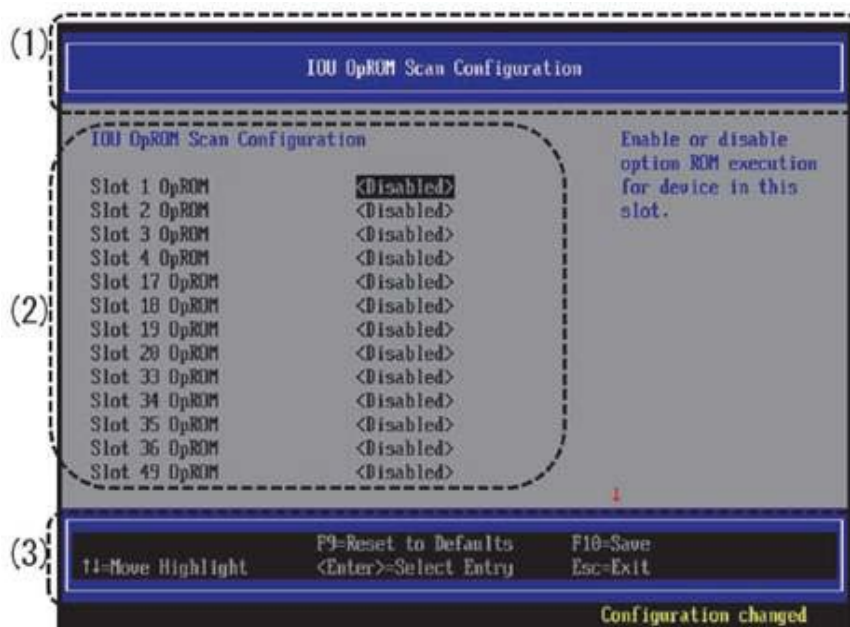 (1)
IOU OpROM Scan Configuration
IOU OpROM Scan Configuration
Enable or disable
option ROM execution
for device in this
slot.
(2)
Slot 1 OpROM <Disabled>
Slot 2 OpROM <Disabled>
Slot 3 OpROM <Disabled>
Slot 4 OpROM <Disabled>
Slot 17 OpROM <Disabled>
Slot 18 OpROM <Disabled>
Slot 19 OpROM <Disabled>
Slot 20 OpROM <Disabled>
Slot 33 OpROM <Disabled>
Slot 34 OpROM <Disabled>
Slot 35 OpROM <Disabled>
Slot 36 OpROM <Disabled>
Slot 49 OpROM <Disabled>
↓
(3)
F9=Reset to Defaults F10=Save
↑↓=Move Highlight <Enter>=Select Entry Esc=Exit
Configuration changed